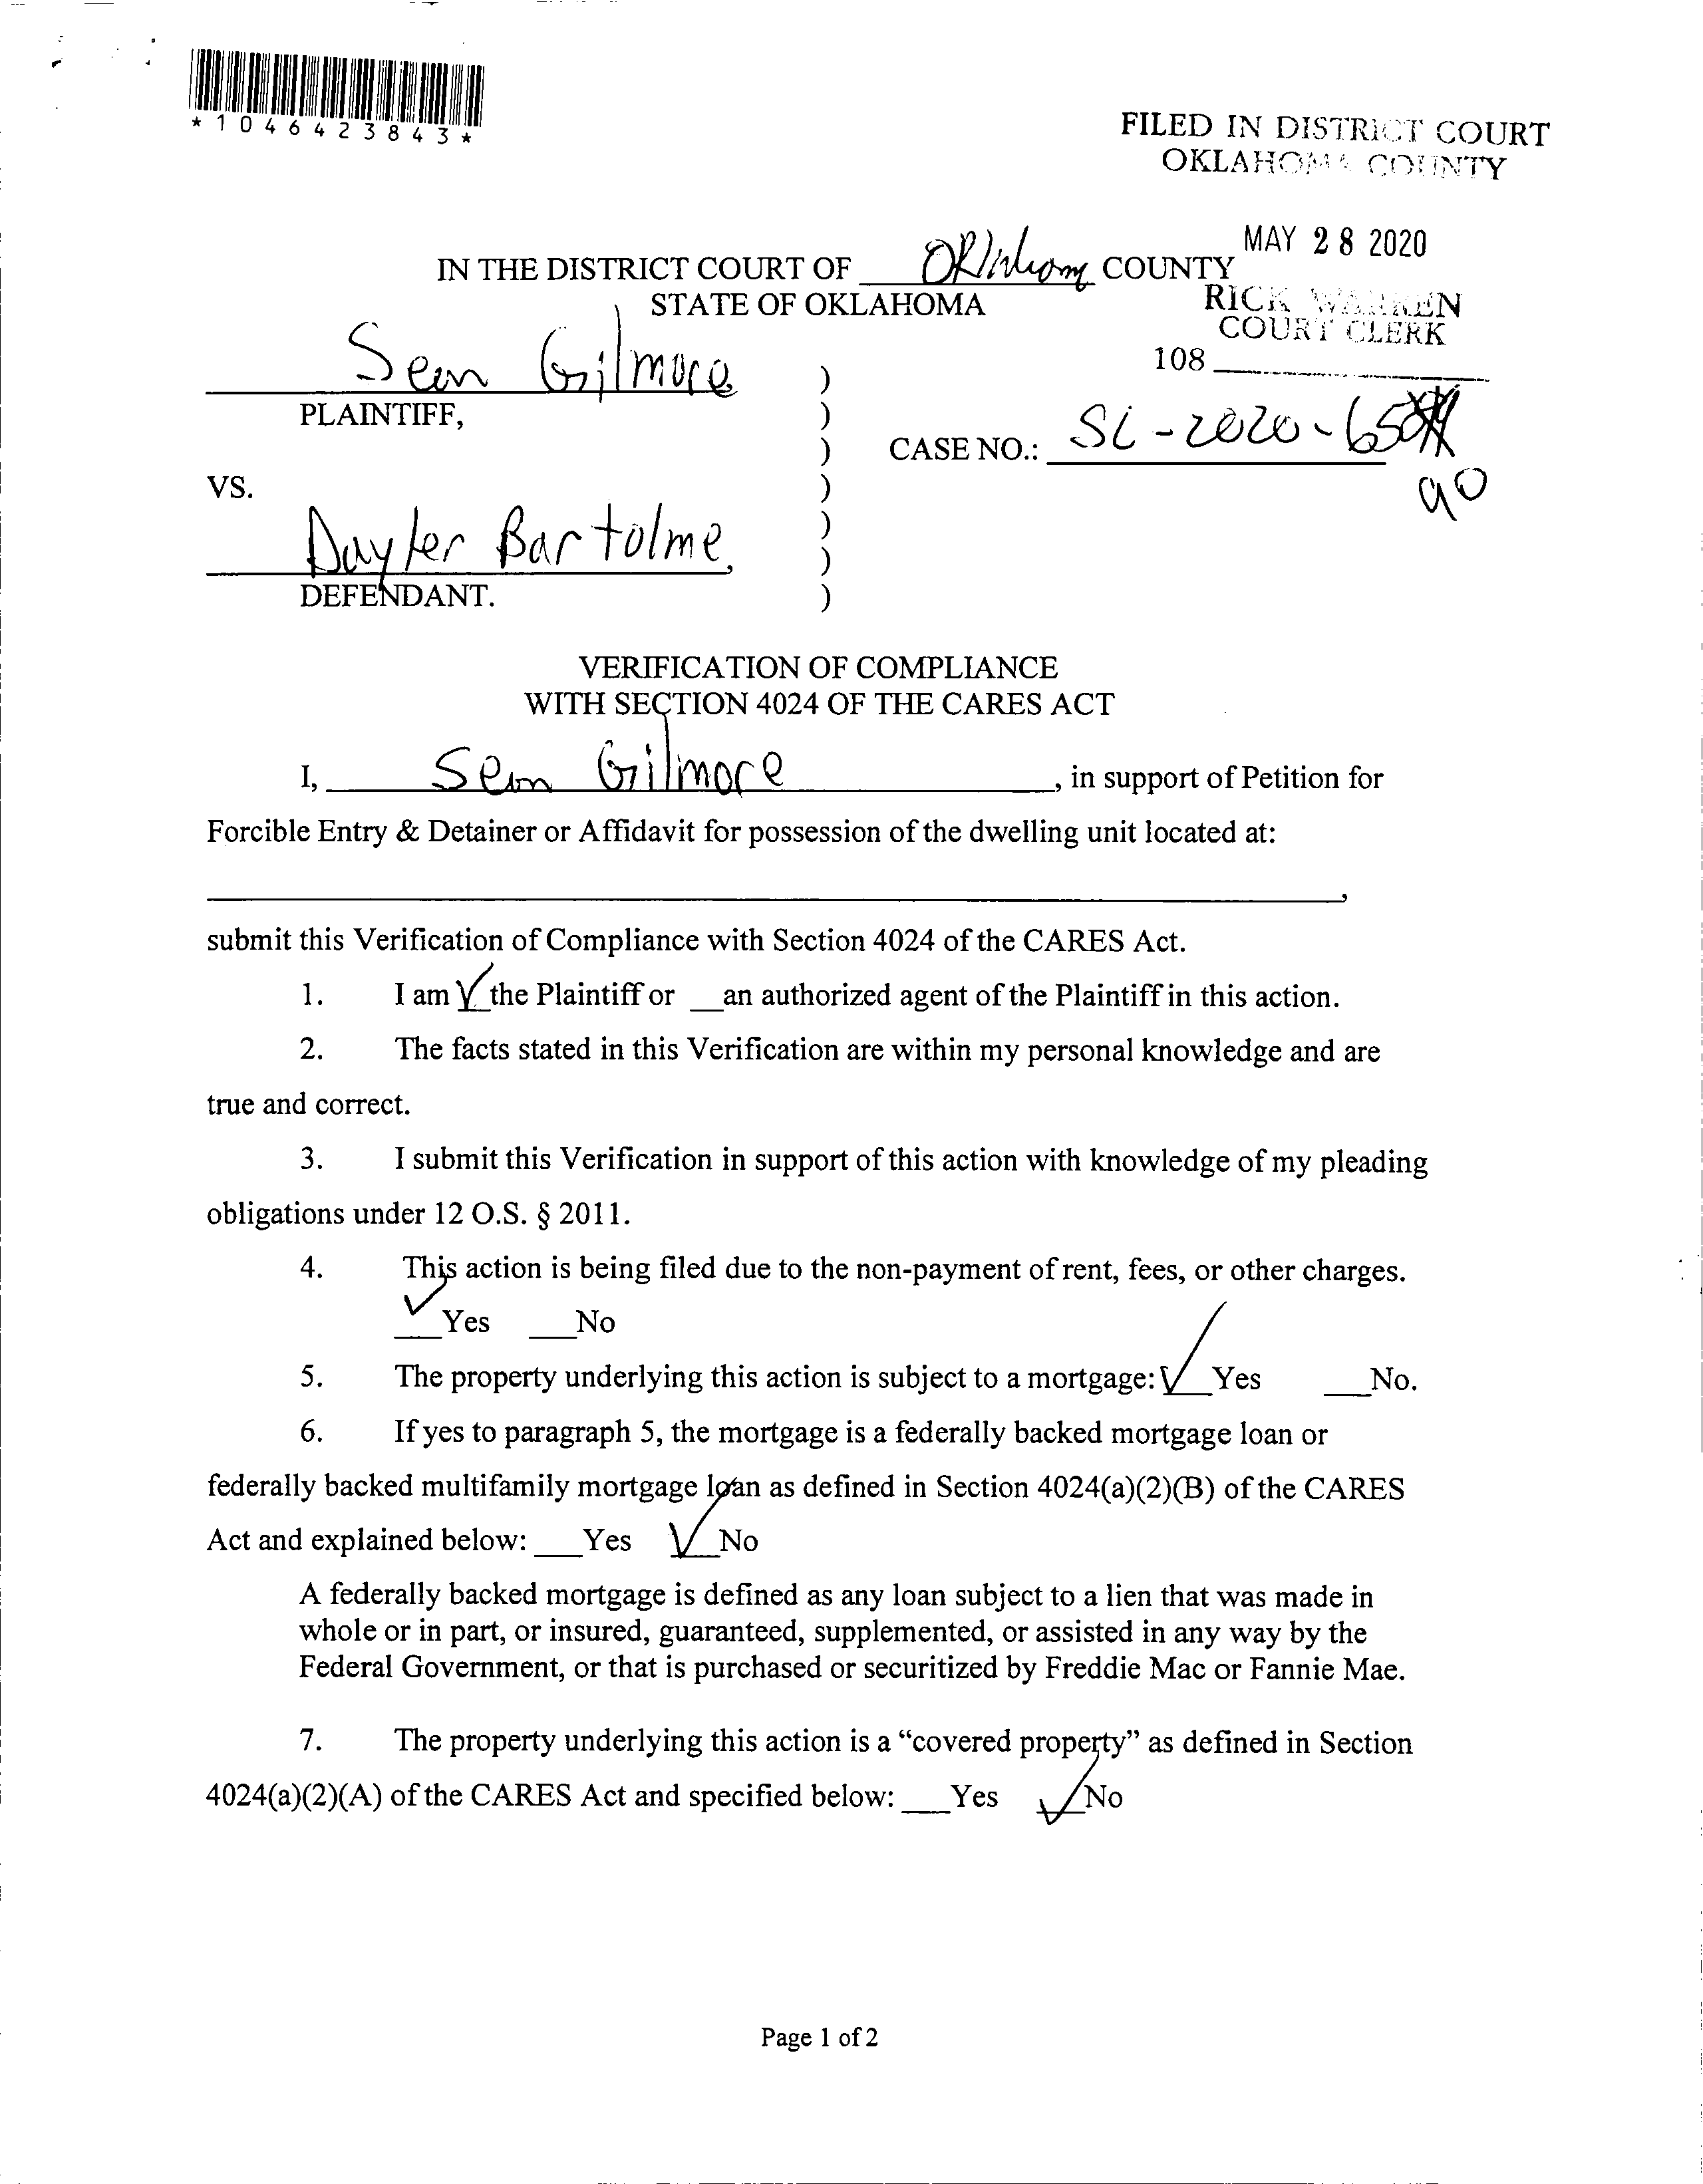 *1046423843*
FILED IN DISTRICT COURT
OKLAHOMA COUNTY
MAY 28 2020
IN THE DISTRICT COURT OF Oklahoma COUNTY
STATE OF OKLAHOMA
RICK WARREN
COURT CLERK
108
Sean Gilmore
PLAINTIFF,
CASE NO.: SC-2020-65
90
VS.
Bartolme,
DEFENDANT.
VERIFICATION OF COMPLIANCE
WITH SECTION 4024 OF THE CARES ACT
I, Sean Gilmore, in support of Petition for
Forcible Entry & Detainer or Affidavit for possession of the dwelling unit located at:
,
submit this Verification of Compliance with Section 4024 of the CARES Act.
1. I am ✓ the Plaintiff or __an authorized agent of the Plaintiff in this action.
2. The facts stated in this Verification are within my personal knowledge and are
true and correct.
3. I submit this Verification in support of this action with knowledge of my pleading
obligations under 12 O.S. § 2011.
4. This action is being filed due to the non-payment of rent, fees, or other charges.
✓ Yes ___No
5. The property underlying this action is subject to a mortgage: ✓ Yes ___No.
6. If yes to paragraph 5, the mortgage is a federally backed mortgage loan or
federally backed multifamily mortgage loan as defined in Section 4024(a)(2)(B) of the CARES
Act and explained below: ___Yes ✓ No
A federally backed mortgage is defined as any loan subject to a lien that was made in
whole or in part, or insured, guaranteed, supplemented, or assisted in any way by the
Federal Government, or that is purchased or securitized by Freddie Mac or Fannie Mae.
7. The property underlying this action is a “covered property” as defined in Section
4024(a)(2)(A) of the CARES Act and specified below: ___Yes ✓ No
Page 1 of 2